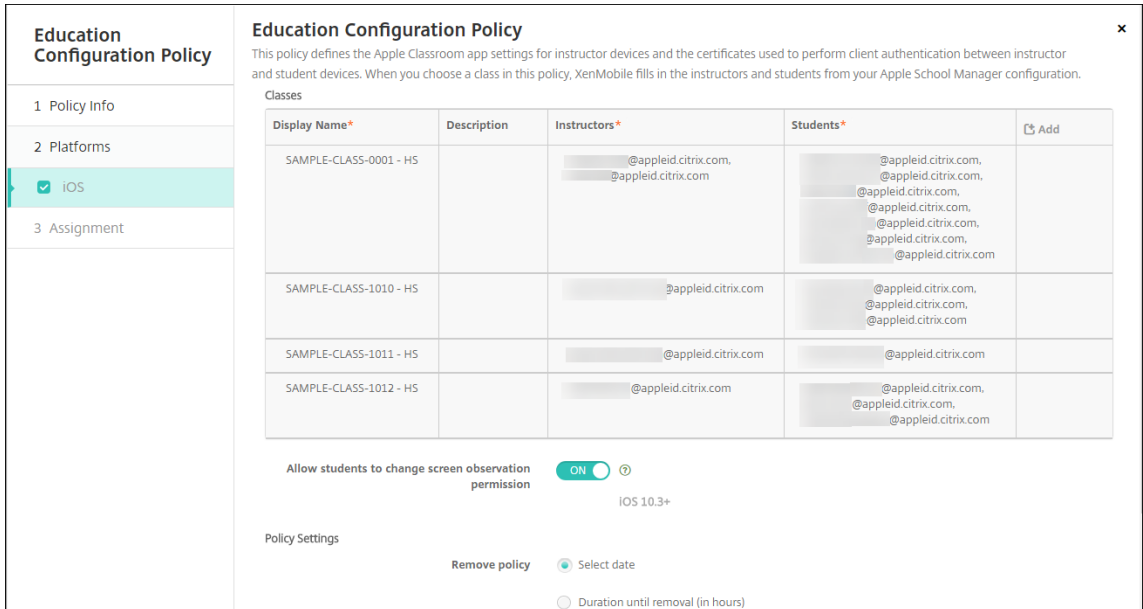 Education
Configuration Policy
1 Policy Info
2 Platforms
iOS
3 Assignment
Education Configuration Policy
×
This policy defines the Apple Classroom app settings for instructor devices and the certificates used to perform client authentication between instructor
and student devices. When you choose a class in this policy, XenMobile fills in the instructors and students from your Apple School Manager configuration.
Classes
Display Name* Description Instructors* Students* Add
SAMPLE-CLASS-0001 - HS
@appleid.citrix.com,
@appleid.citrix.com
@appleid.citrix.com,
@appleid.citrix.com,
@appleid.citrix.com,
@appleid.citrix.com,
@appleid.citrix.com,
@appleid.citrix.com,
@appleid.citrix.com
SAMPLE-CLASS-1010 - HS
@appleid.citrix.com
@appleid.citrix.com,
@appleid.citrix.com,
@appleid.citrix.com
SAMPLE-CLASS-1011 - HS
@appleid.citrix.com
@appleid.citrix.com
SAMPLE-CLASS-1012 - HS
@appleid.citrix.com
@appleid.citrix.com,
@appleid.citrix.com,
@appleid.citrix.com
Allow students to change screen observation
permission
ON
?
iOS 10.3+
Policy Settings
Remove policy
Select date
Duration until removal (in hours)